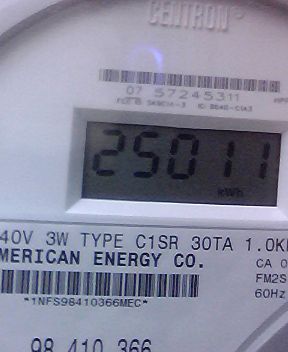 CENTRON®
07 57245311
25011
kWh
40V 3W TYPE C1SR 30TA 1.0K
MERICAN ENERGY CO.
CA 0
FM2S
60Hz
*1NFS98410366MEC*
98 410 366